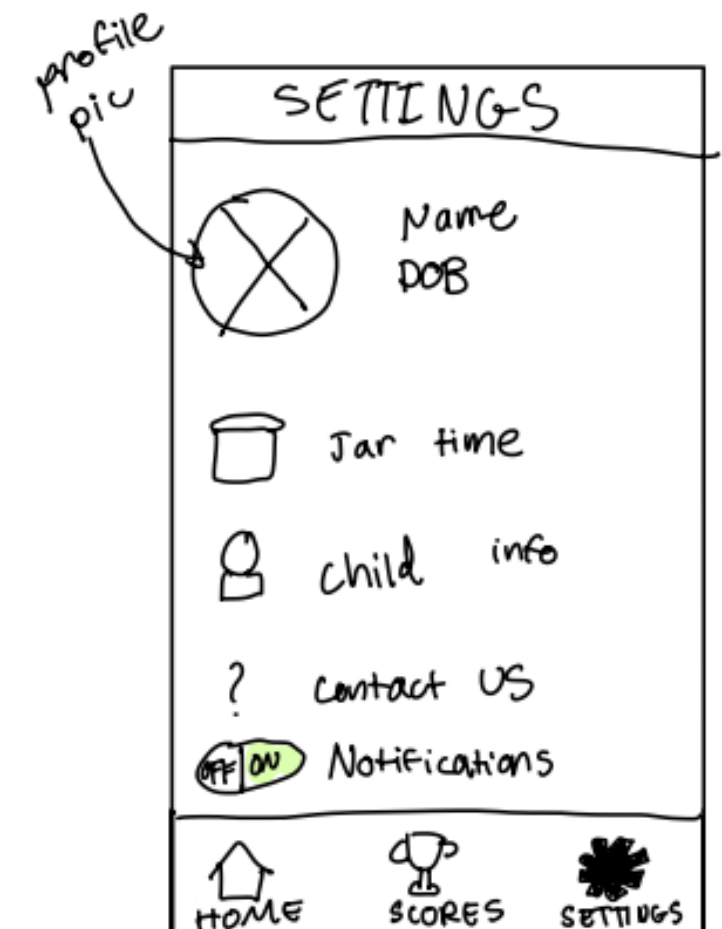 profile
pic
SETTINGS
Name
DOB
Jar time
child info
?
contact US
OFF ON Notifications
HOME SCORES SETTINGS